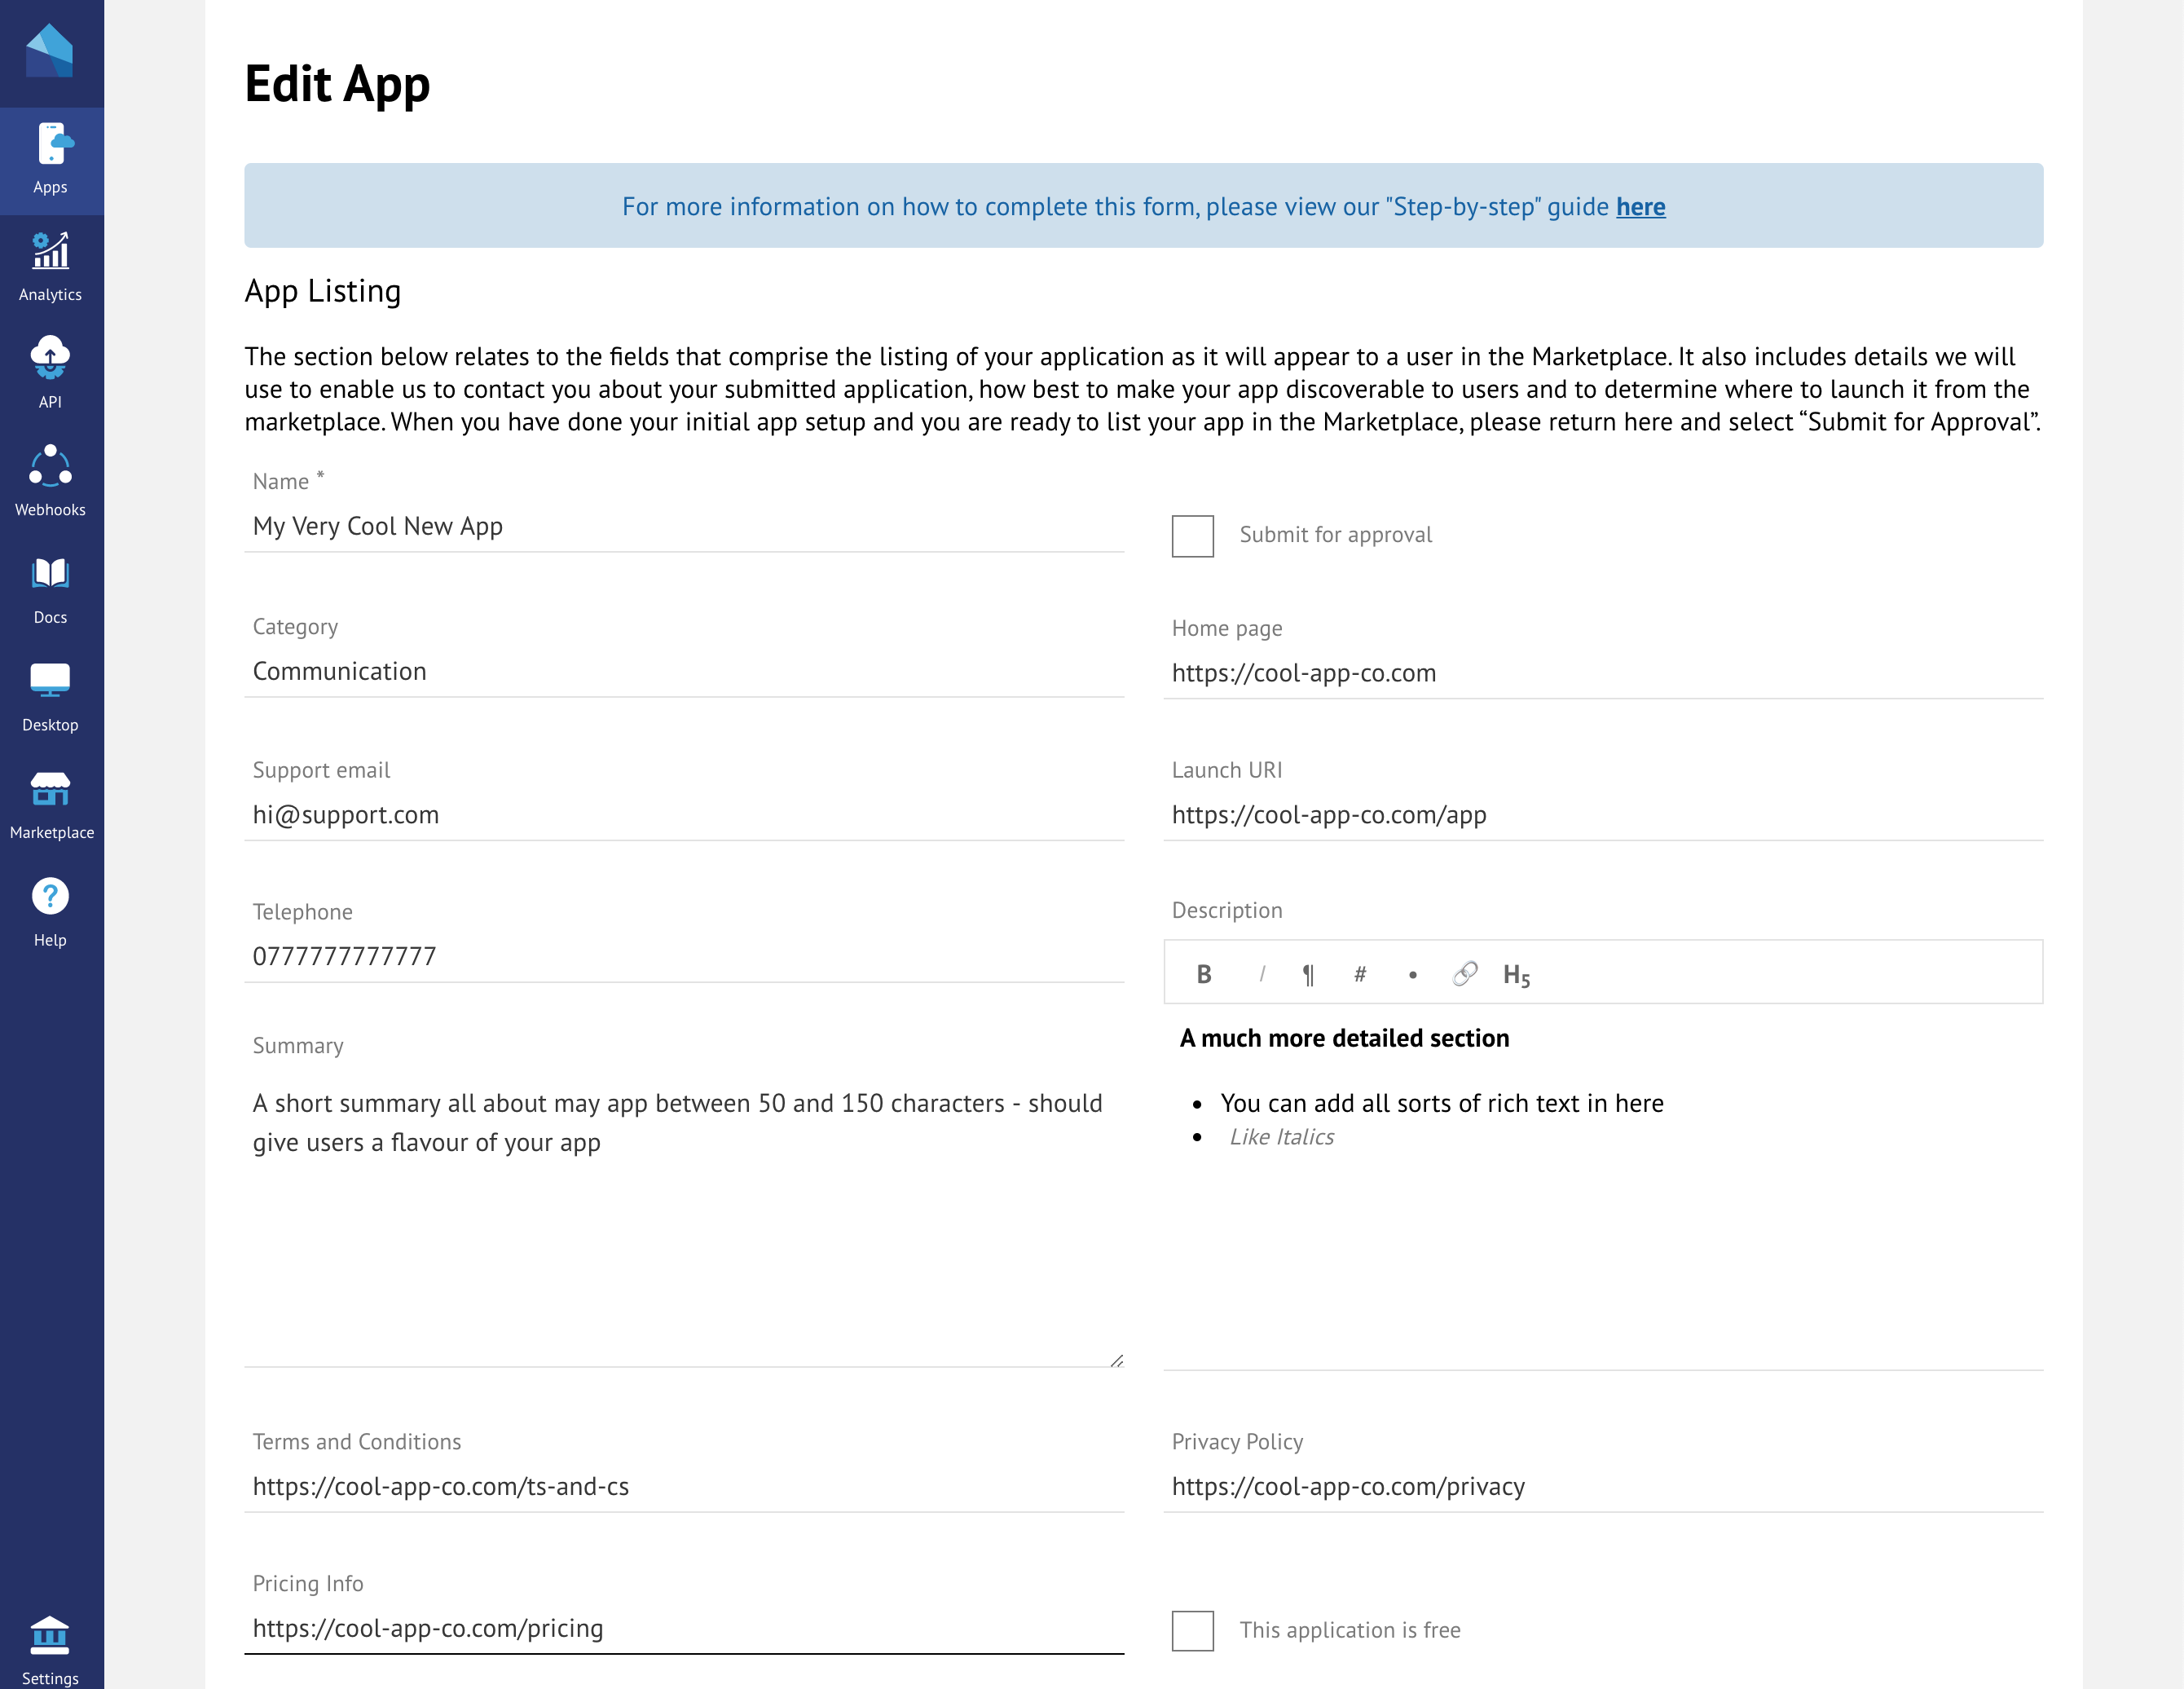 Apps
Analytics
API
Webhooks
Docs
Desktop
Marketplace
Help
Settings
Edit App
For more information on how to complete this form, please view our "Step-by-step" guide here
App Listing
The section below relates to the fields that comprise the listing of your application as it will appear to a user in the Marketplace. It also includes details we will
use to enable us to contact you about your submitted application, how best to make your app discoverable to users and to determine where to launch it from the
marketplace. When you have done your initial app setup and you are ready to list your app in the Marketplace, please return here and select “Submit for Approval”.
Name *
My Very Cool New App
Submit for approval
Category
Communication
Home page
https://cool-app-co.com
Support email
hi@support.com
Launch URI
https://cool-app-co.com/app
Telephone
0777777777777
Description
B I ¶ # • 🔗 H5
Summary
A short summary all about may app between 50 and 150 characters - should
give users a flavour of your app
A much more detailed section
• You can add all sorts of rich text in here
• Like Italics
Terms and Conditions
https://cool-app-co.com/ts-and-cs
Privacy Policy
https://cool-app-co.com/privacy
Pricing Info
https://cool-app-co.com/pricing
This application is free